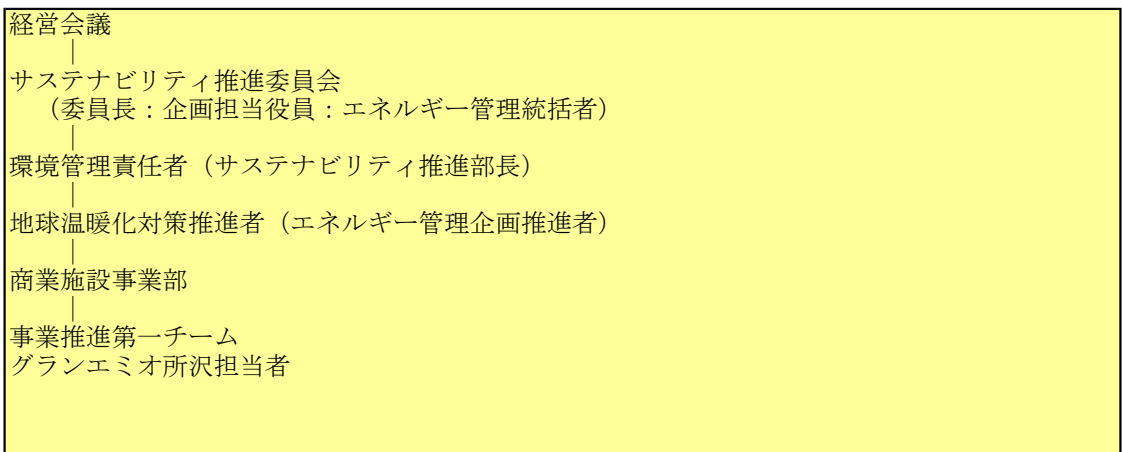 経営会議
｜
サステナビリティ推進委員会
（委員長：企画担当役員：エネルギー管理統括者）
｜
環境管理責任者（サステナビリティ推進部長）
｜
地球温暖化対策推進者（エネルギー管理企画推進者）
｜
商業施設事業部
｜
事業推進第一チーム
グランエミオ所沢担当者